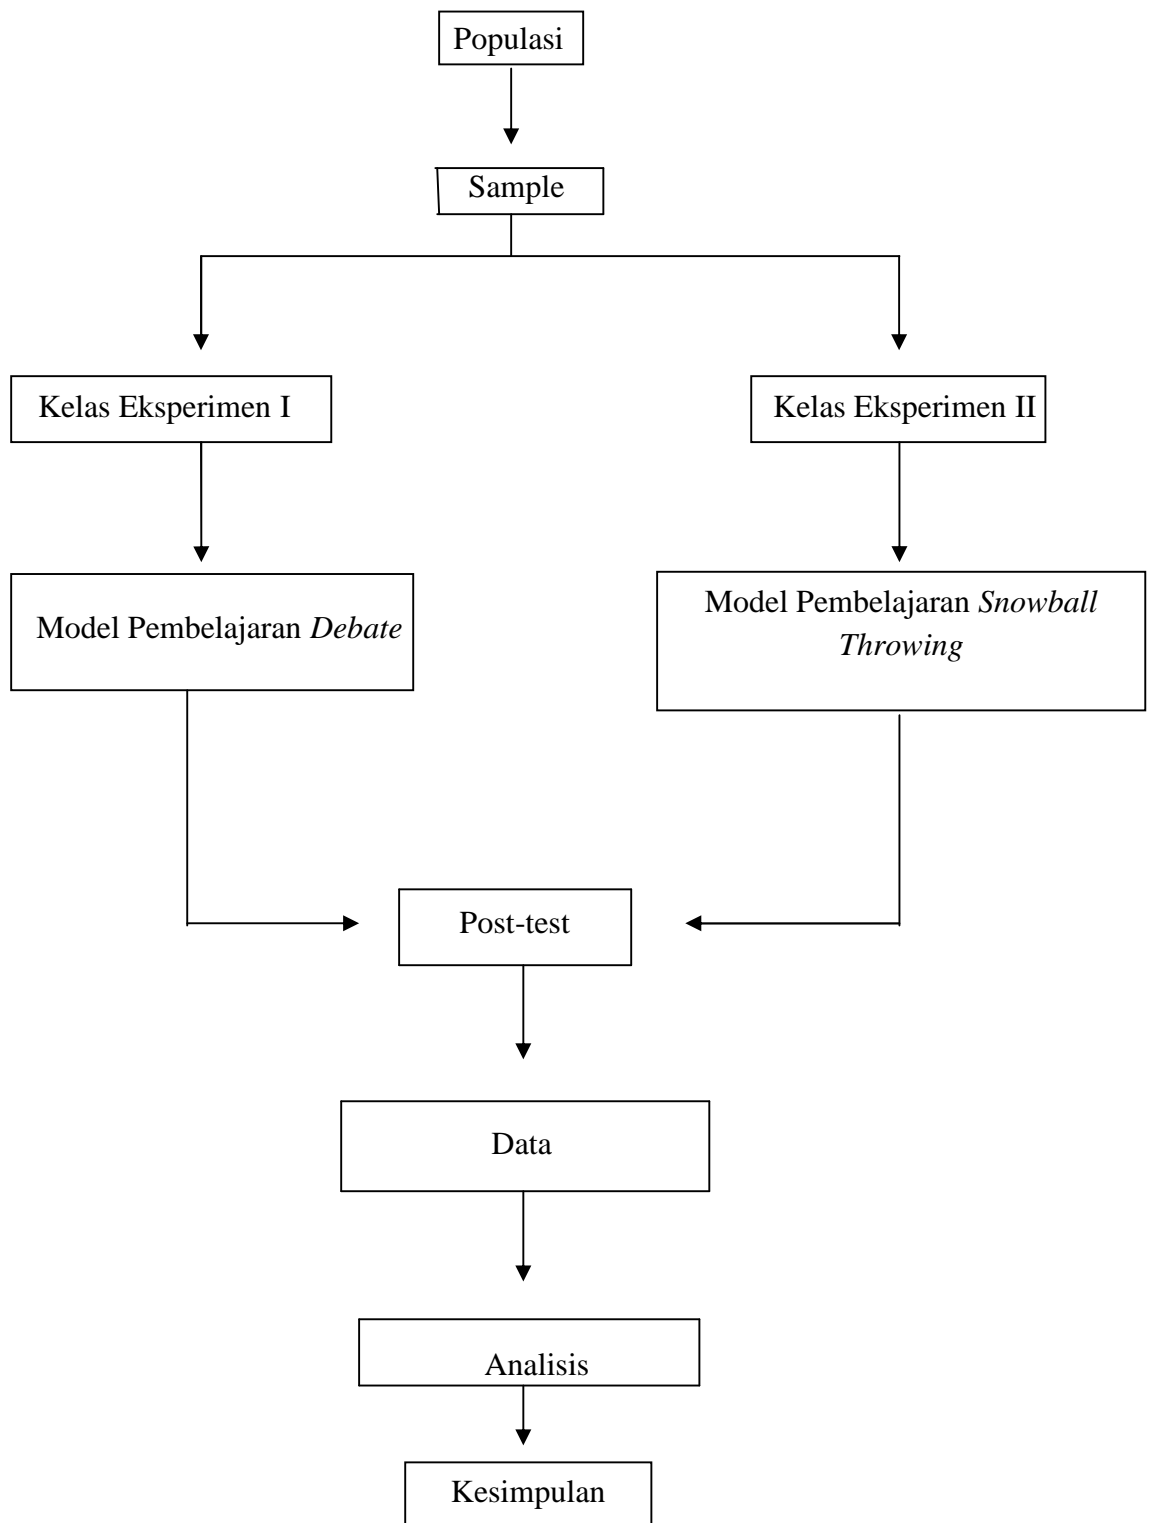 Populasi
Sample
Kelas Eksperimen I
Kelas Eksperimen II
Model Pembelajaran Debate
Model Pembelajaran Snowball
Throwing
Post-test
Data
Analisis
Kesimpulan